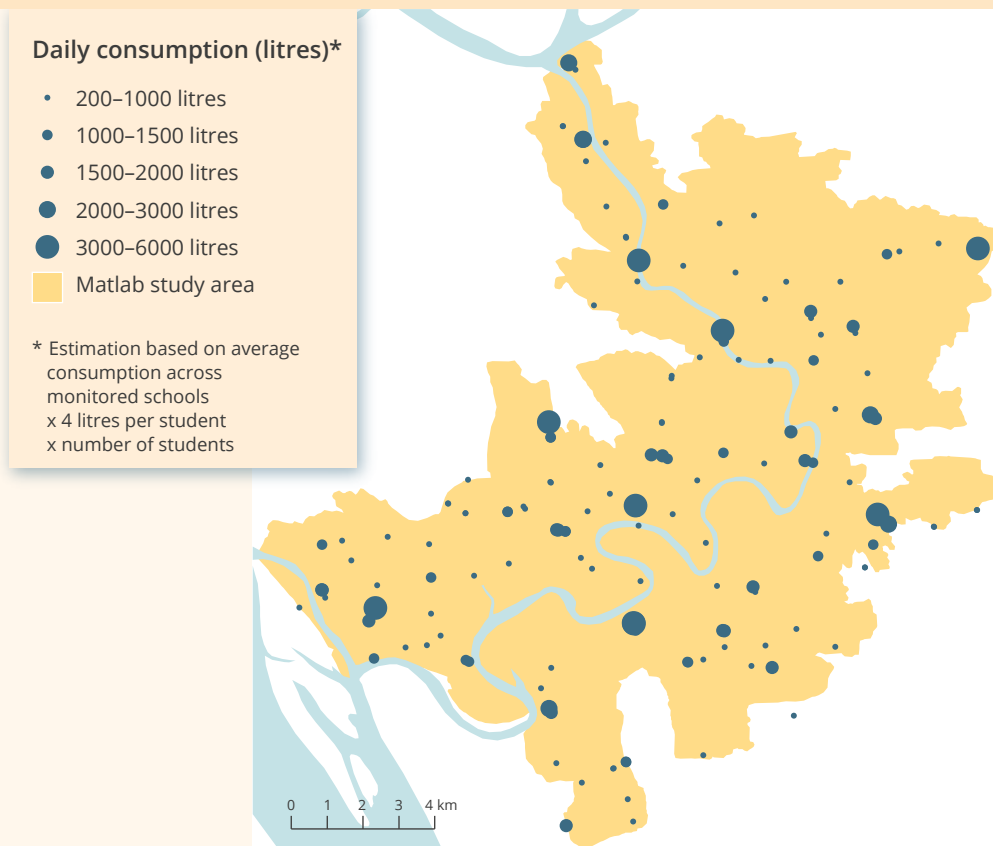 Daily consumption (litres)*
200–1000 litres
1000–1500 litres
1500–2000 litres
2000–3000 litres
3000–6000 litres
Matlab study area
* Estimation based on average
consumption across
monitored schools
x 4 litres per student
x number of students
0 1 2 3 4 km